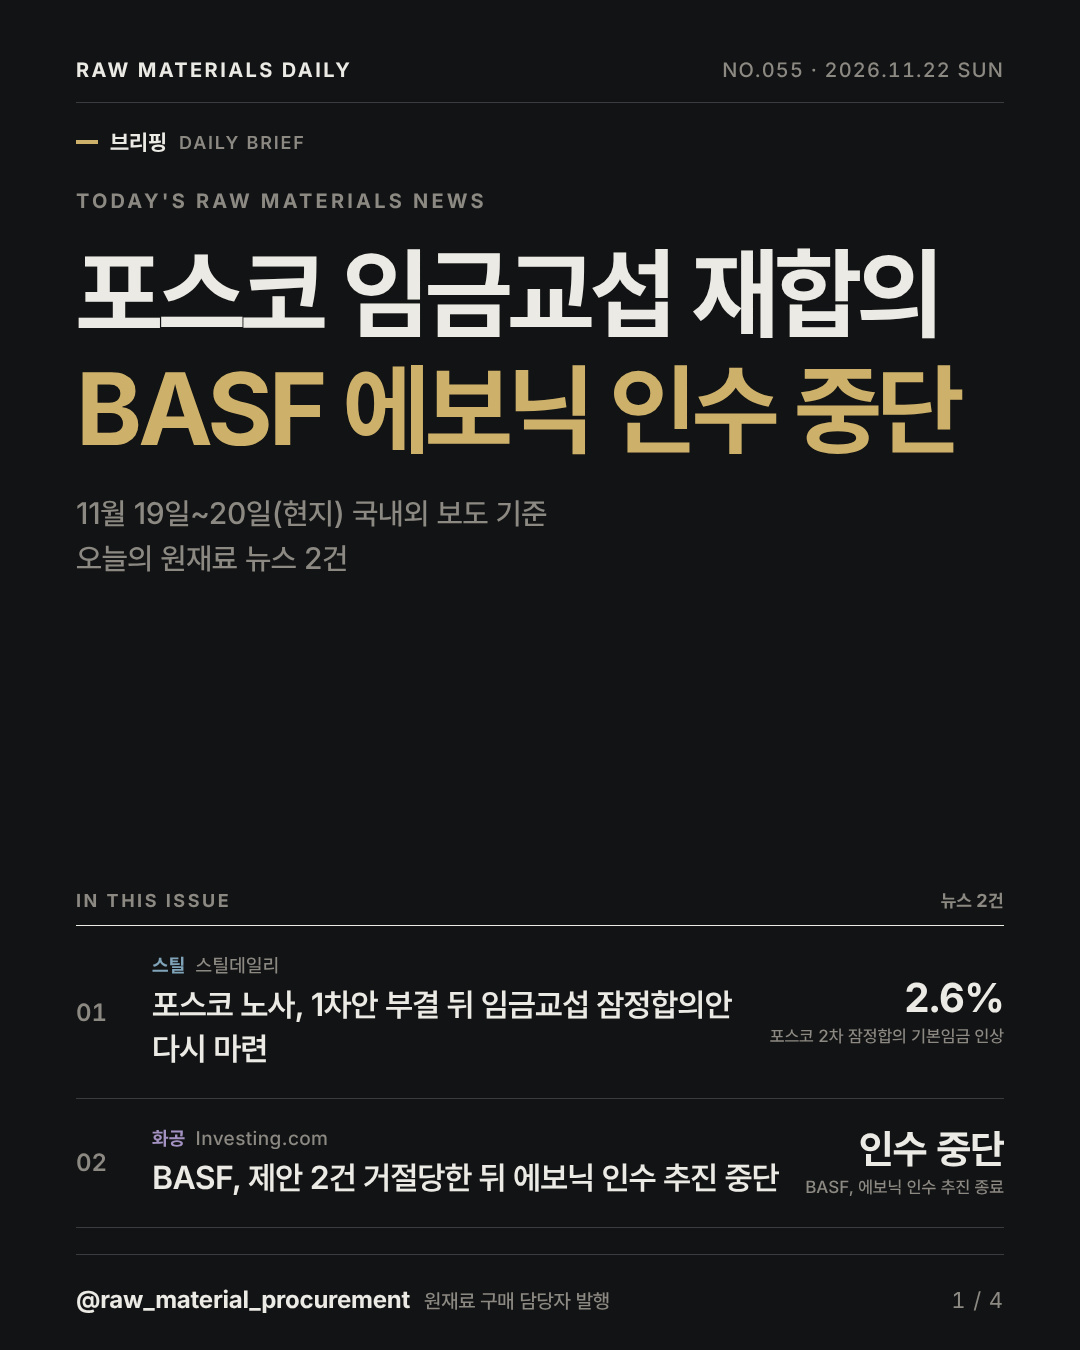 RAW MATERIALS DAILY
NO.055 · 2026.11.22 SUN
브리핑 DAILY BRIEF
TODAY'S RAW MATERIALS NEWS
포스코 임금교섭 재합의
BASF 에보닉 인수 중단
11월 19일~20일(현지) 국내외 보도 기준
오늘의 원재료 뉴스 2건
IN THIS ISSUE
뉴스 2건
01
스틸 스틸데일리
포스코 노사, 1차안 부결 뒤 임금교섭 잠정합의안
다시 마련
2.6%
포스코 2차 잠정합의 기본임금 인상
02
화공 Investing.com
BASF, 제안 2건 거절당한 뒤 에보닉 인수 추진 중단
인수 중단
BASF, 에보닉 인수 추진 종료
@raw_material_procurement 원재료 구매 담당자 발행
1 / 4